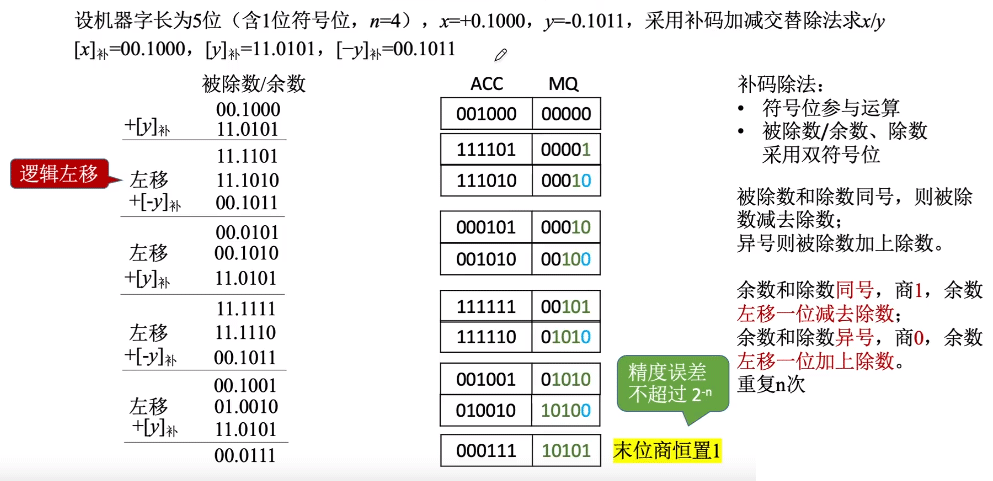 设机器字长为5位（含1位符号位，n=4），x=+0.1000，y=-0.1011，采用补码加减交替除法求x/y
[x]补=00.1000，[y]补=11.0101，[−y]补=00.1011
被除数/余数
00.1000
+[y]补 11.0101
11.1101
逻辑左移
左移 11.1010
+[-y]补 00.1011
00.0101
左移 00.1010
+[y]补 11.0101
11.1111
左移 11.1110
+[-y]补 00.1011
00.1001
左移 01.0010
+[y]补 11.0101
00.0111
ACC MQ
001000 00000
111101 00001
111010 00010
000101 00010
001010 00100
111111 00101
111110 01010
001001 01010
010010 10100
000111 10101
精度误差
不超过 2-n
末位商恒置1
补码除法：
• 符号位参与运算
• 被除数/余数、除数
采用双符号位
被除数和除数同号，则被除
数减去除数；
异号则被除数加上除数。
余数和除数同号，商1，余数
左移一位减去除数；
余数和除数异号，商0，余数
左移一位加上除数。
重复n次